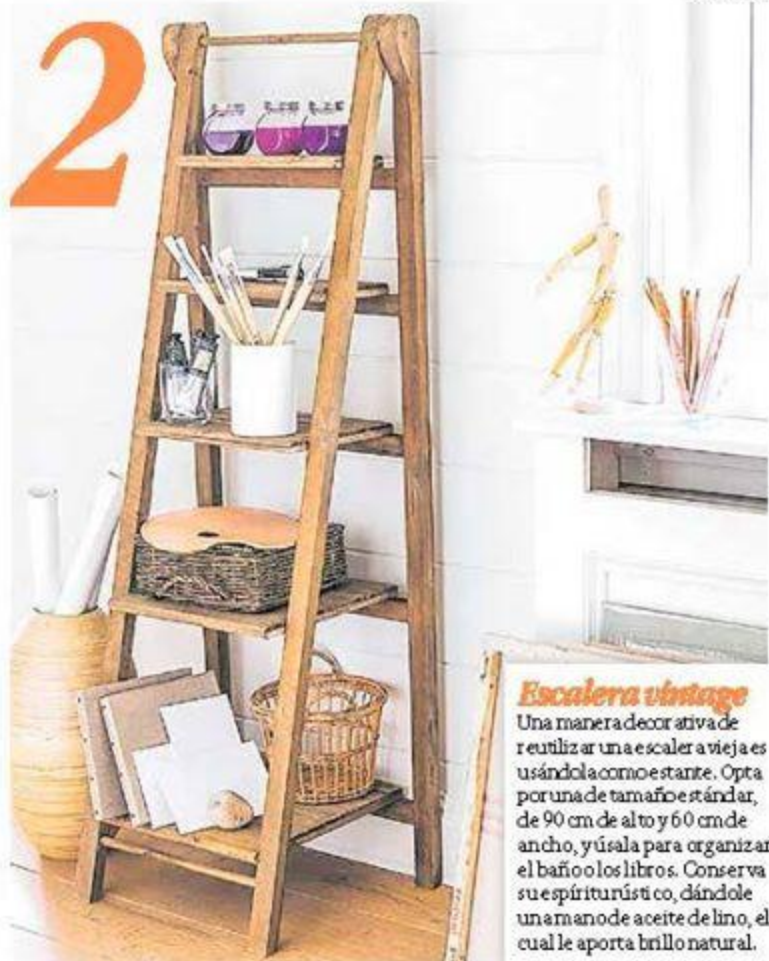 2
Escalera vintage
Una manera decorativa de
reutilizar una escalera vieja es
usándola como estante. Opta
por una de tamaño estándar,
de 90 cm de alto y 60 cm de
ancho, y úsala para organizar
el baño o los libros. Conserva
su espíritu rústico, dándole
una mano de aceite de lino, el
cual le aporta brillo natural.